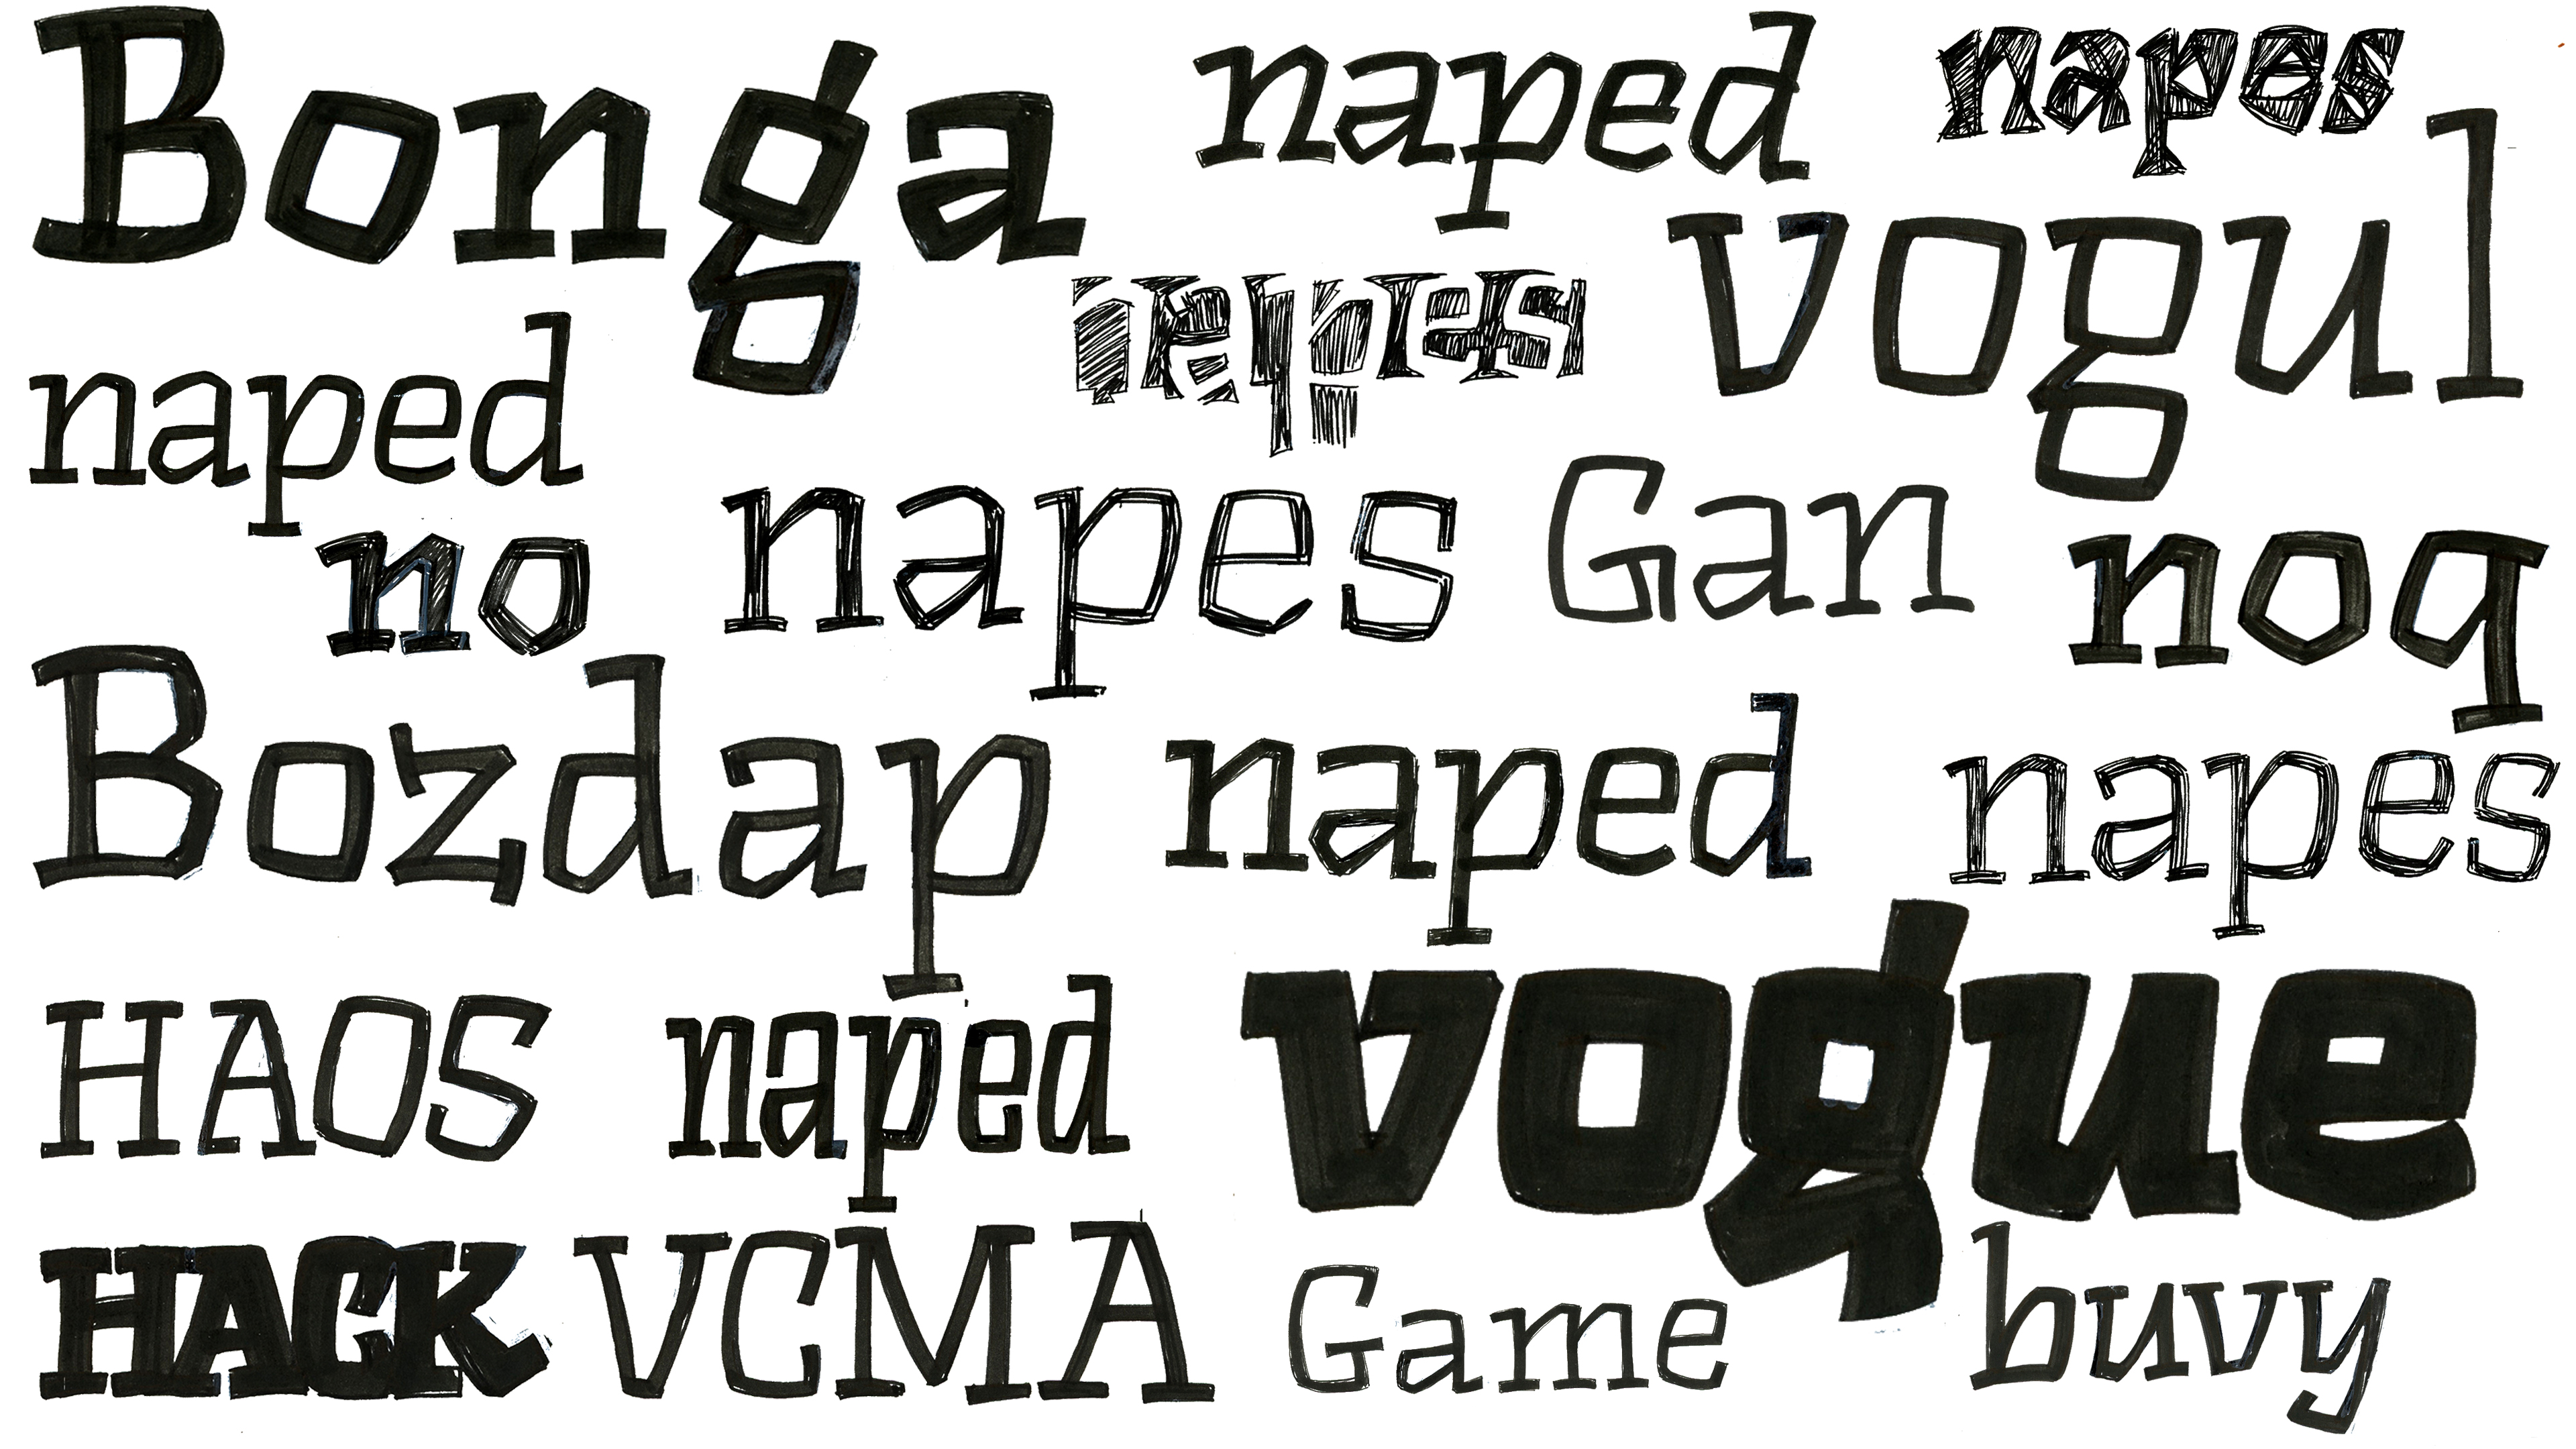 Bonga
naped
napes
Vogul
naped
napes
Gan
no
noq
Bozdap
naped
napes
HAOS
naped
vogue
HACK
VCMA
Game
buvy